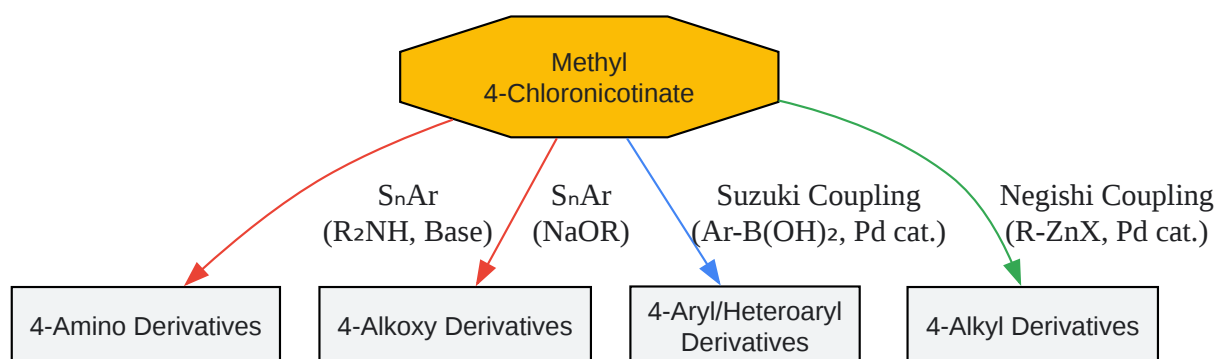 Methyl
4-Chloronicotinate
SₙAr
(R₂NH, Base)
SₙAr
(NaOR)
Suzuki Coupling
(Ar-B(OH)₂, Pd cat.)
Negishi Coupling
(R-ZnX, Pd cat.)
4-Amino Derivatives
4-Alkoxy Derivatives
4-Aryl/Heteroaryl
Derivatives
4-Alkyl Derivatives